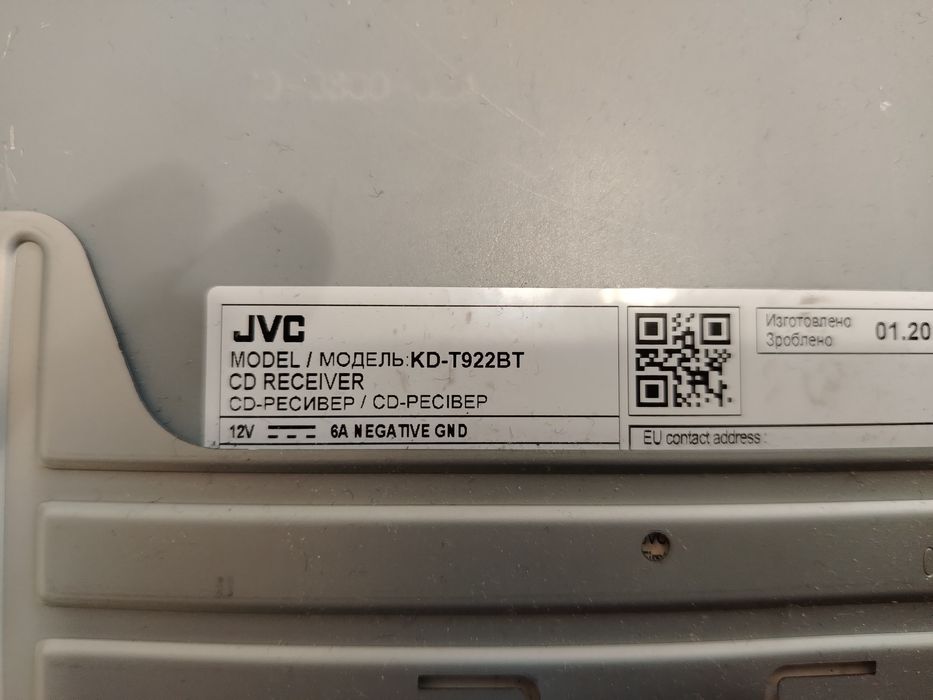 JVC
MODEL / МОДЕЛЬ:KD-T922BT
CD RECEIVER
CD-РЕСИВЕР / CD-РЕСІВЕР
12V 6A NEGATIVE GND
Изготовлено
Зроблено
01.20
EU contact address :